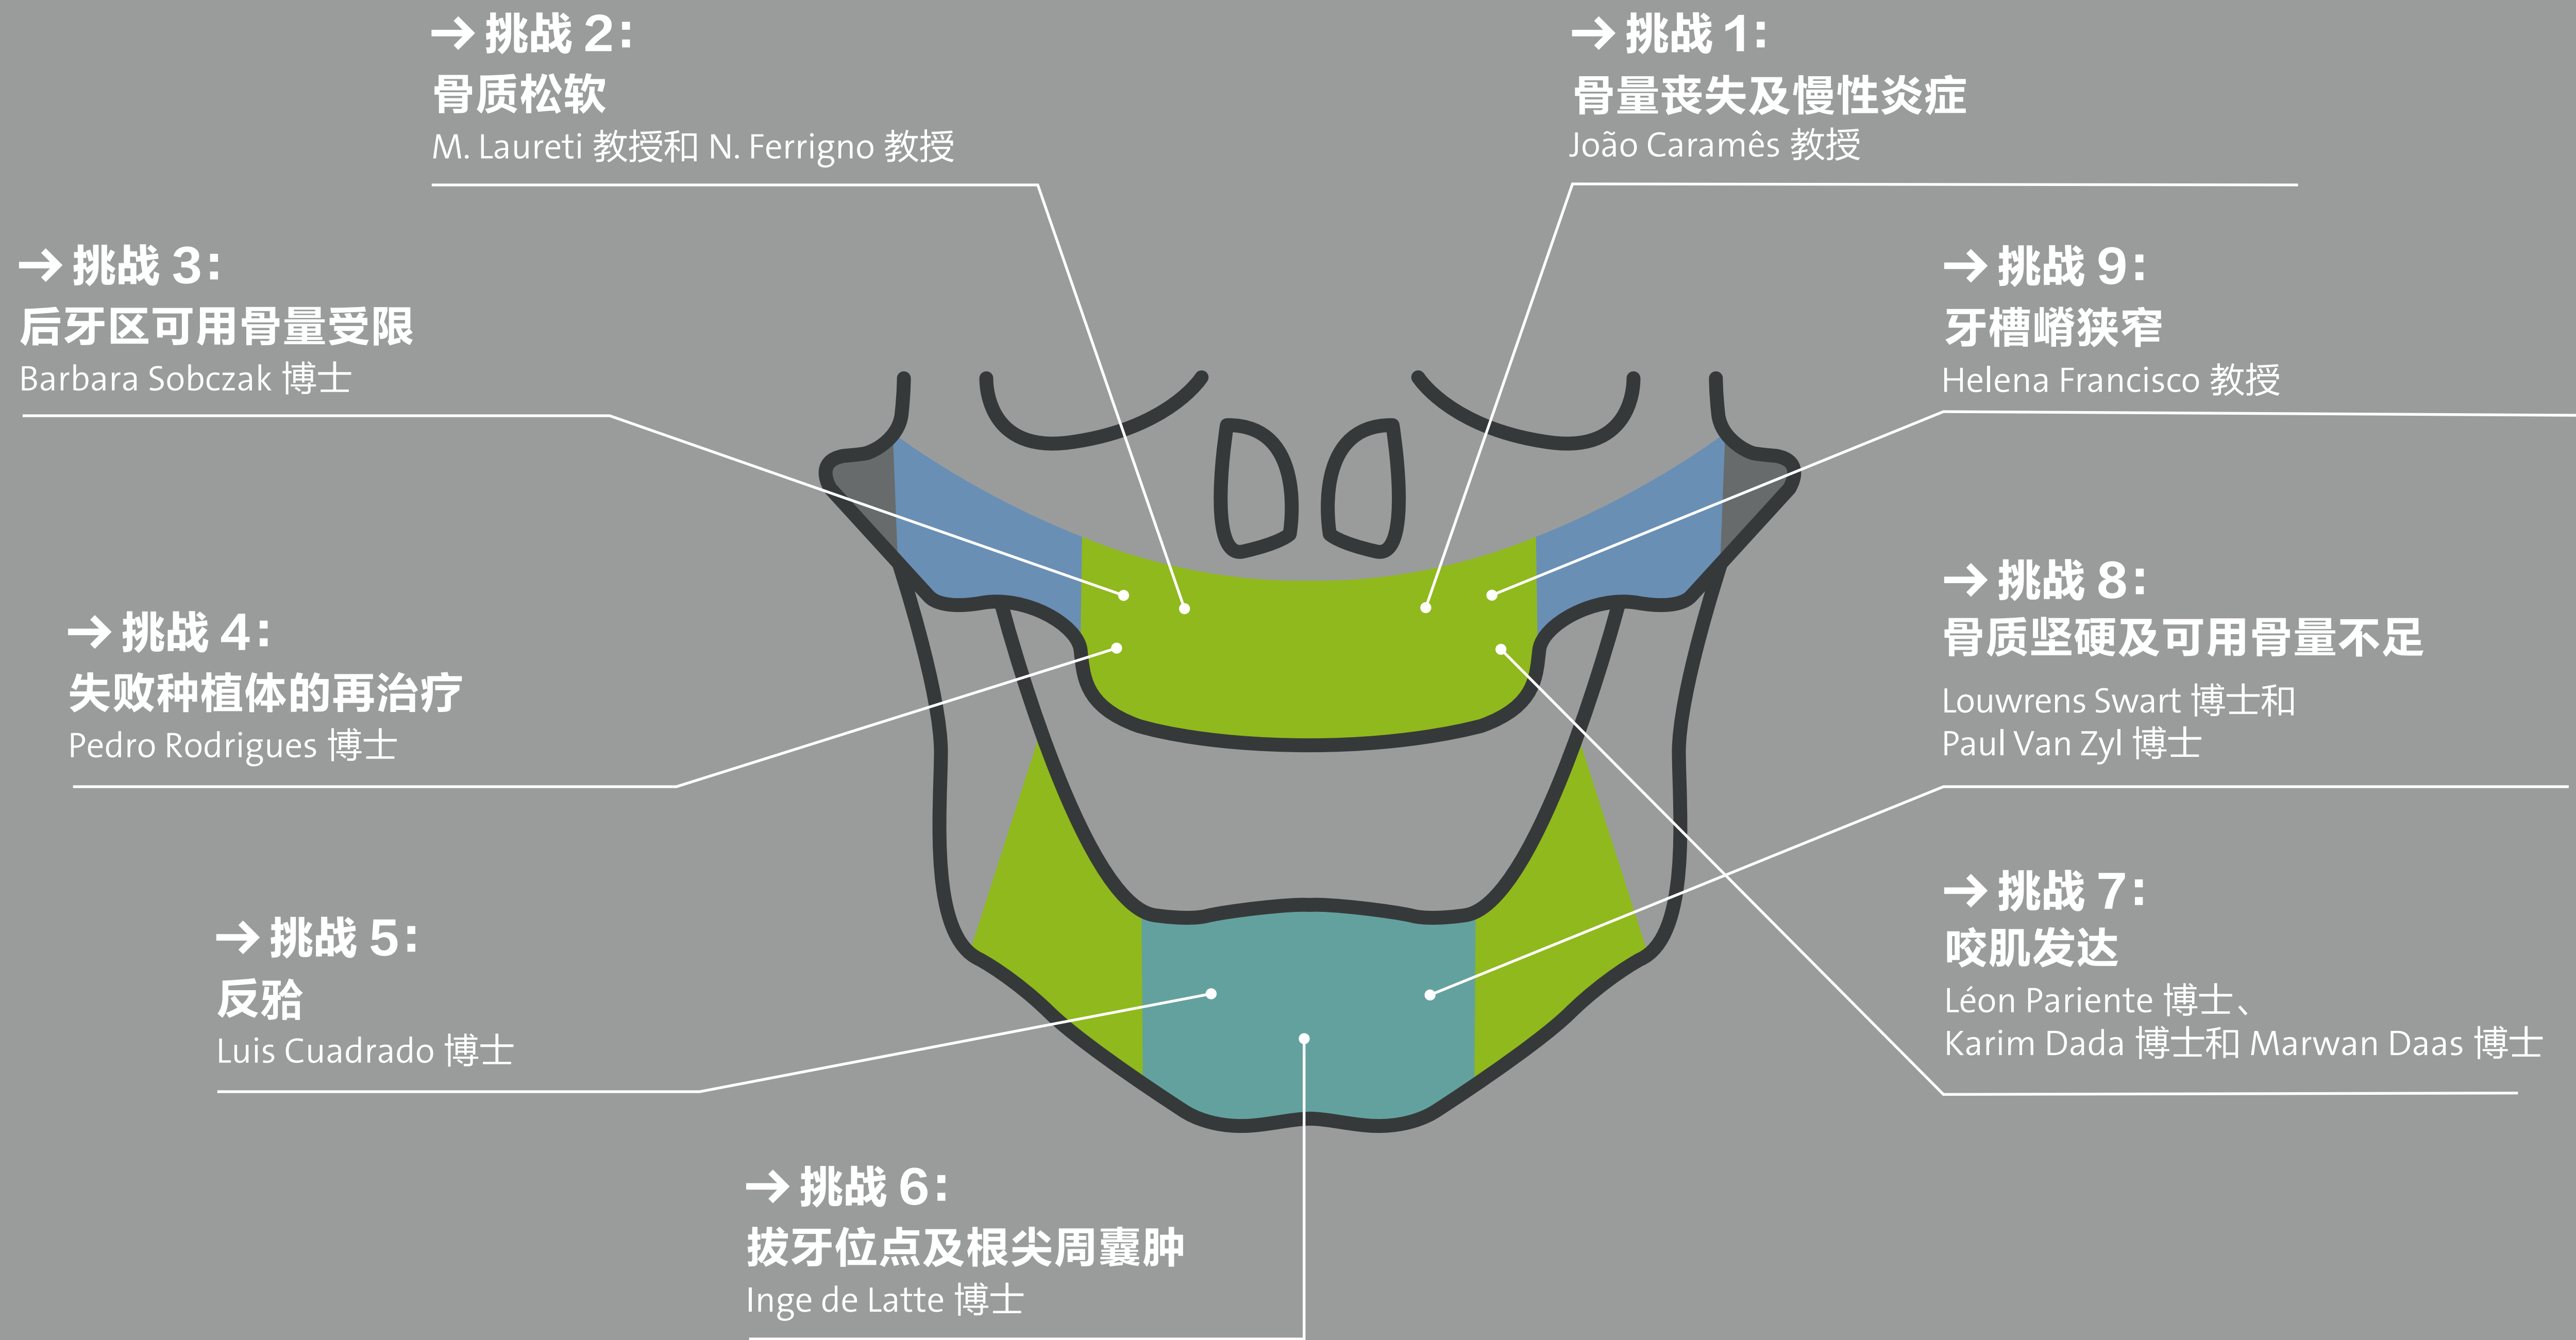 → 挑战 2:
骨质松软
M. Laureti 教授和 N. Ferrigno 教授
→ 挑战 1:
骨量丧失及慢性炎症
João Caramês 教授
→ 挑战 3:
后牙区可用骨量受限
Barbara Sobczak 博士
→ 挑战 9:
牙槽嵴狭窄
Helena Francisco 教授
→ 挑战 4:
失败种植体的再治疗
Pedro Rodrigues 博士
→ 挑战 8:
骨质坚硬及可用骨量不足
Louwrens Swart 博士和
Paul Van Zyl 博士
→ 挑战 5:
反𬌗
Luis Cuadrado 博士
→ 挑战 7:
咬肌发达
Léon Pariente 博士、
Karim Dada 博士和 Marwan Daas 博士
→ 挑战 6:
拔牙位点及根尖周囊肿
Inge de Latte 博士